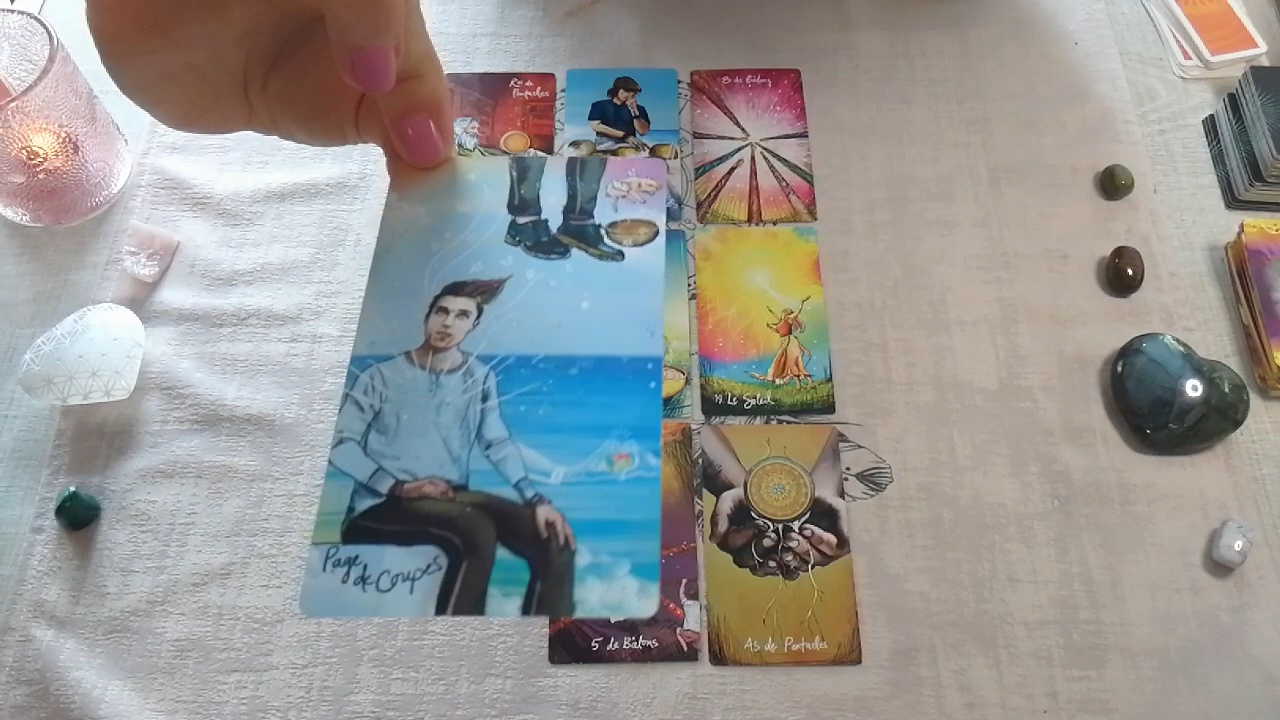 Roi de
Pentacles
8 de Bâtons
19. Le Soleil
Page
de Coupes
5 de Bâtons
As de Pentacles